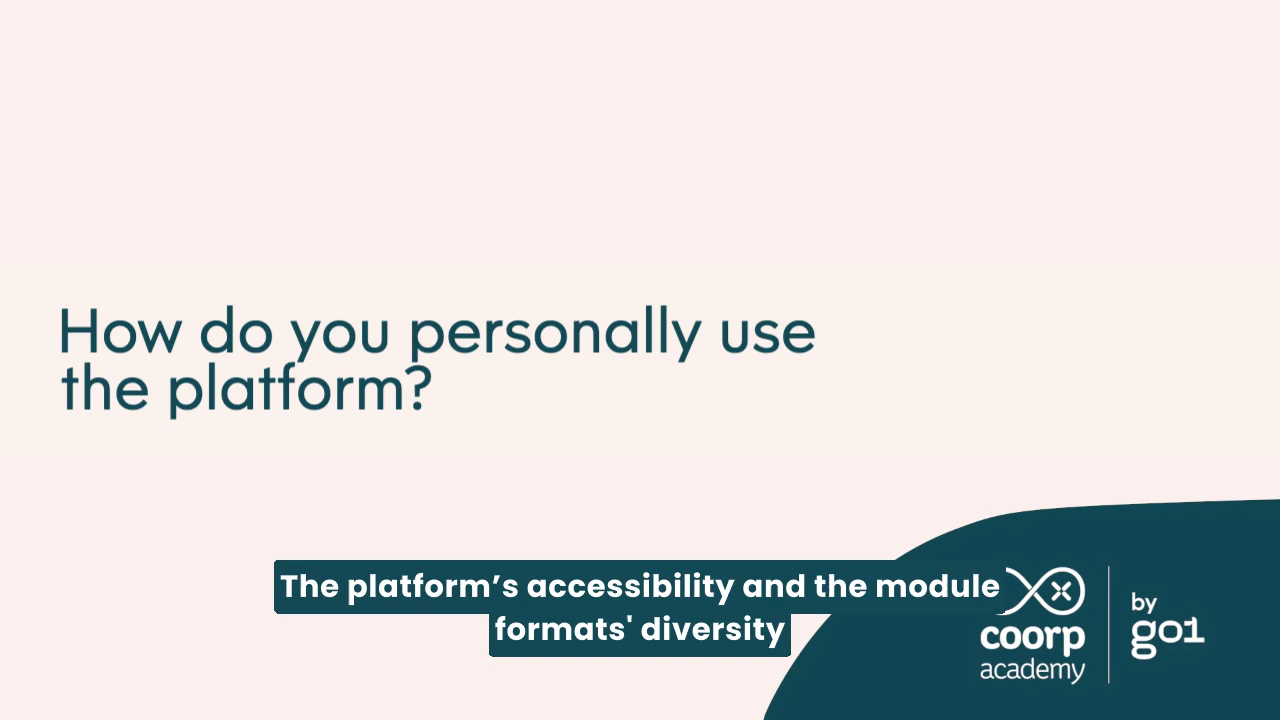 How do you personally use
the platform?
The platform’s accessibility and the module
formats' diversity
coorp
academy
by
go1